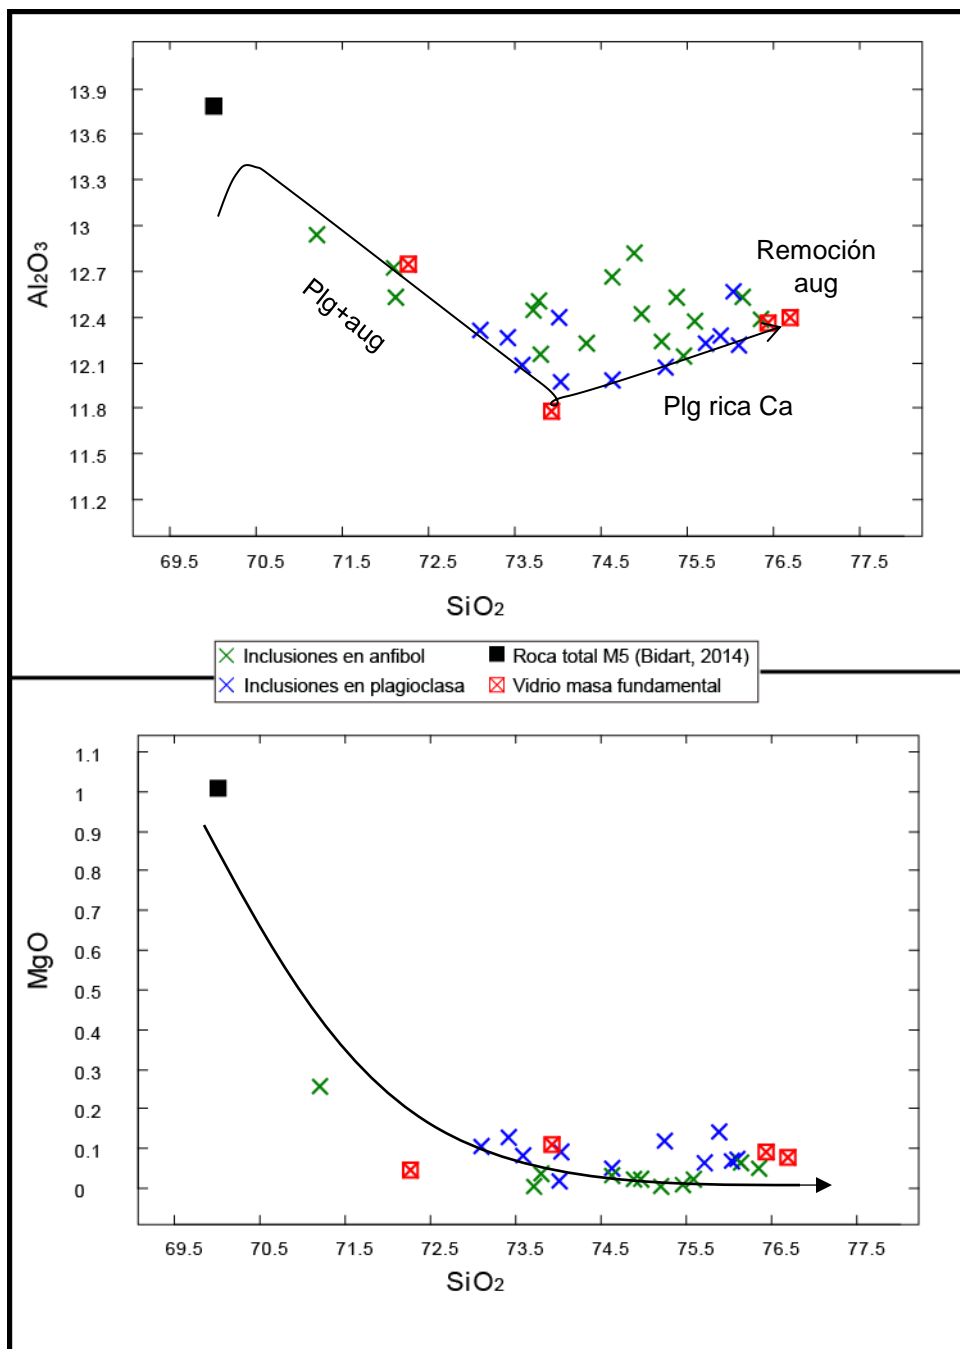 13.9
13.6
13.3
13
12.7
12.4
12.1
11.8
11.5
11.2
Al₂O₃
Plg+aug
Remoción
aug
Plg rica Ca
69.5 70.5 71.5 72.5 73.5 74.5 75.5 76.5 77.5
SiO₂
Inclusiones en anfibol
Roca total M5 (Bidart, 2014)
Inclusiones en plagioclasa
Vidrio masa fundamental
1.1
1
0.9
0.8
0.7
0.6
0.5
0.4
0.3
0.2
0.1
0
MgO
69.5 70.5 71.5 72.5 73.5 74.5 75.5 76.5 77.5
SiO₂